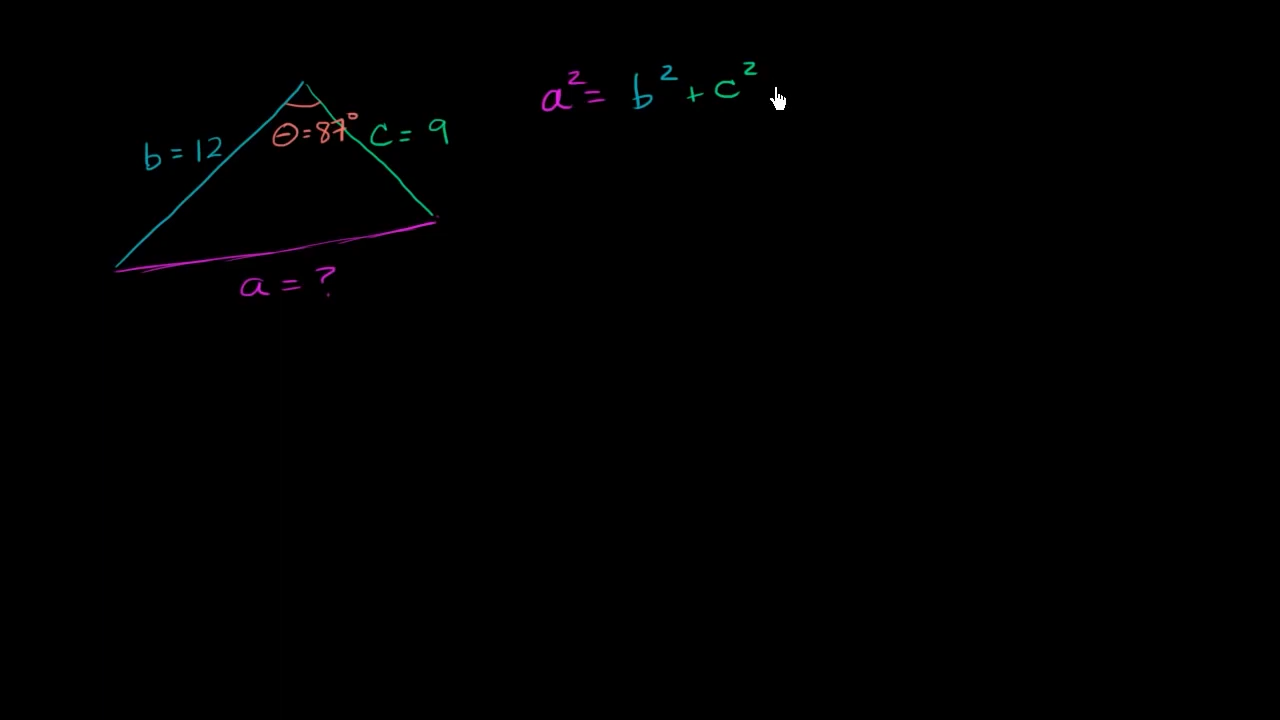 a² = b² + c²
b = 12
θ = 87°
c = 9
a = ?